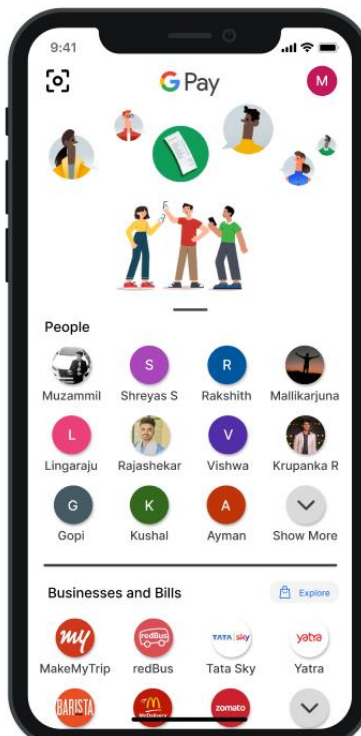 9:41
G Pay
M
People
S
R
Muzammil
Shreyas S
Rakshith
Mallikarjuna
L
V
Lingaraju
Rajashekar
Vishwa
Krupanka R
G
K
A
Gopi
Kushal
Ayman
Show More
Businesses and Bills
Explore
my
redBus
TATA sky
yatra
MakeMyTrip
redBus
Tata Sky
Yatra
BARISTA
M
McDelivery
zomato